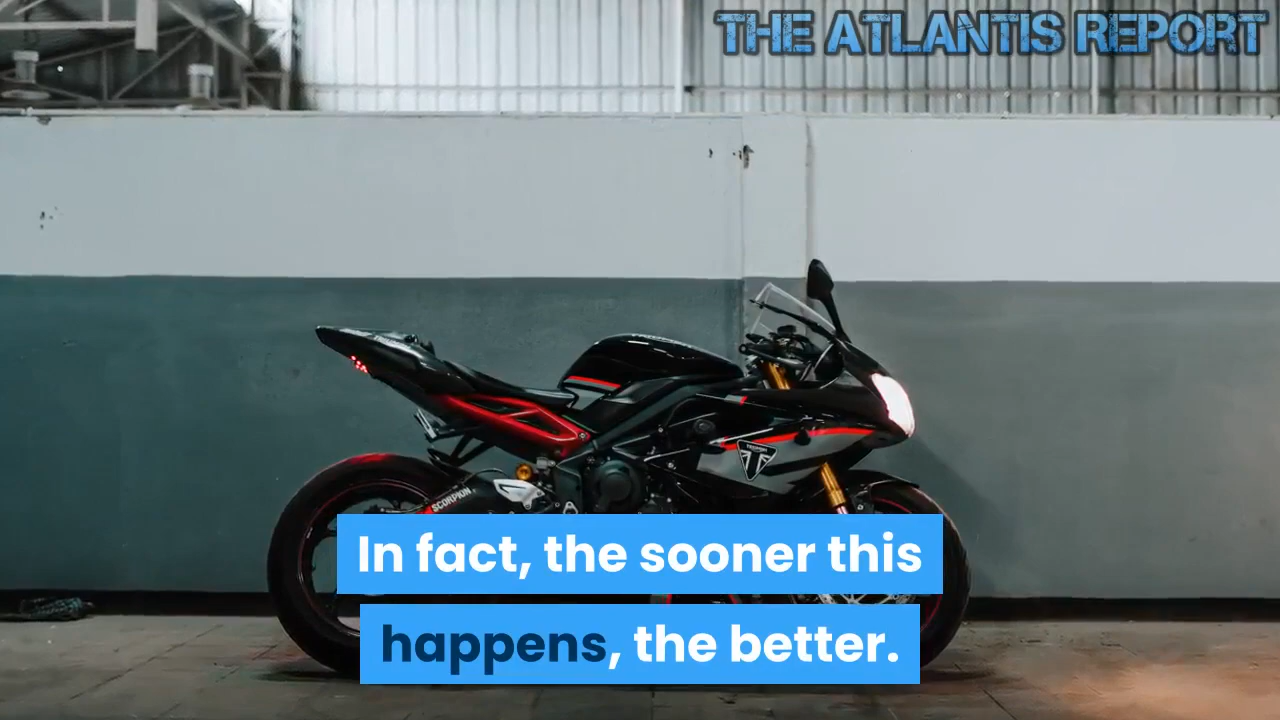 THE ATLANTIS REPORT
TRIUMPH
SCORPION
In fact, the sooner this
happens, the better.